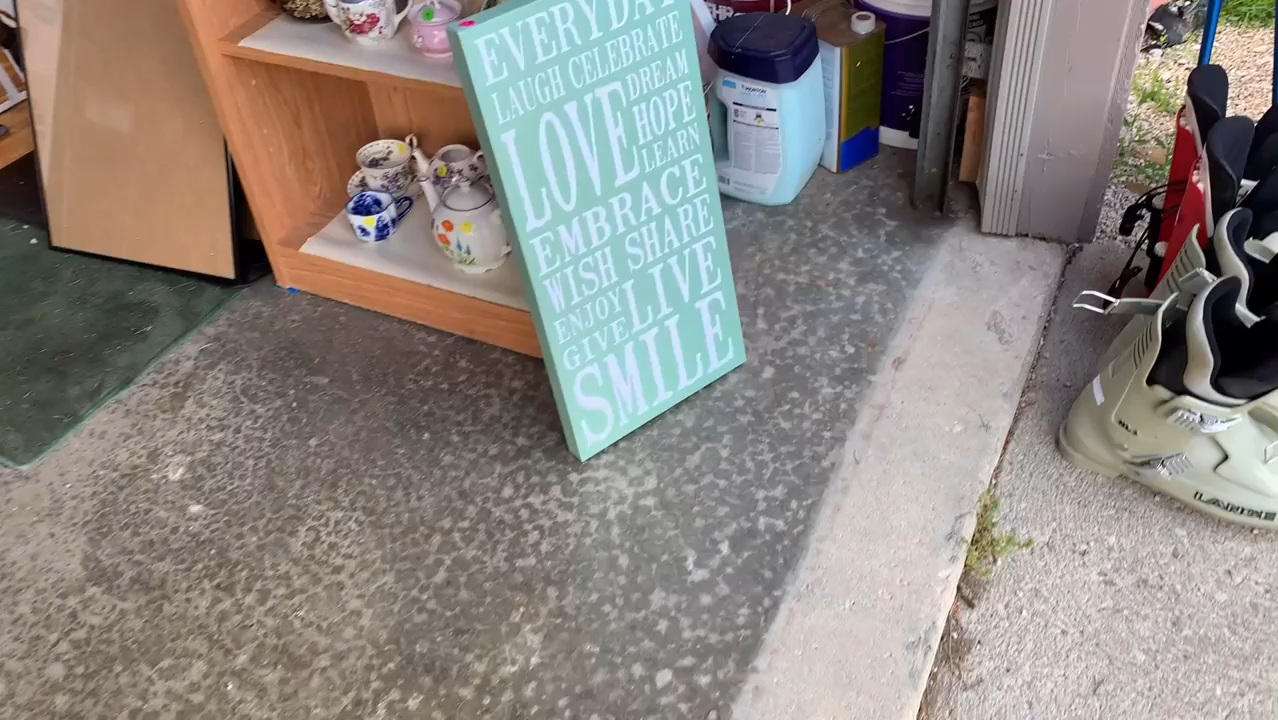 EVERYDAY
LAUGH CELEBRATE
LOVE DREAM
HOPE
LEARN
EMBRACE
WISH SHARE
ENJOY LIVE
GIVE
SMILE
LANGE